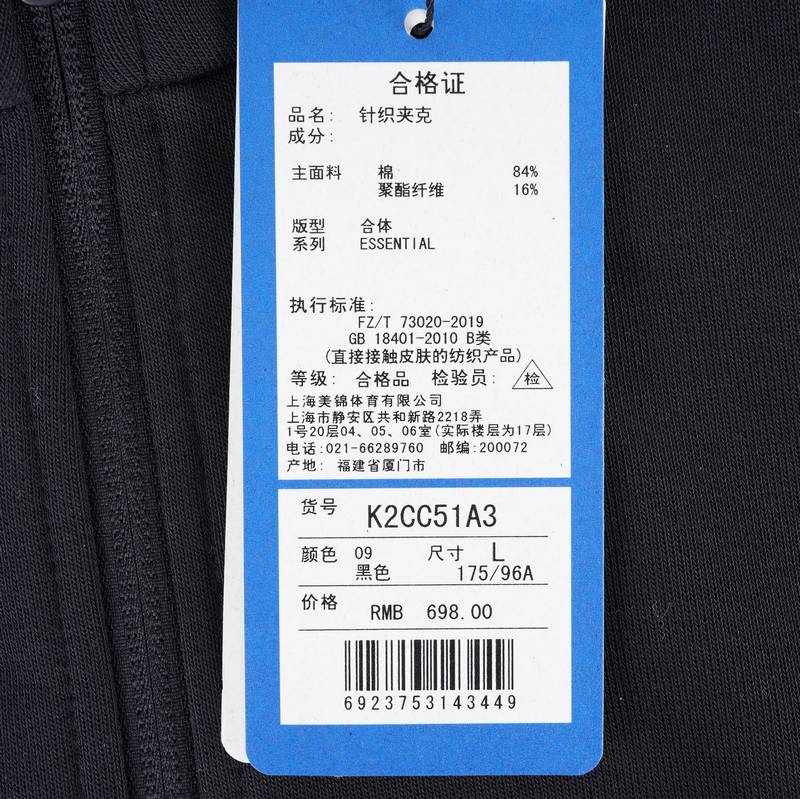 合格证
品名: 针织夹克
成分:
主面料 棉 84%
聚酯纤维 16%
版型 合体
系列 ESSENTIAL
执行标准:
FZ/T 73020-2019
GB 18401-2010 B类
(直接接触皮肤的纺织产品)
等级: 合格品 检验员: 检
上海美锦体育有限公司
上海市静安区共和新路2218弄
1号20层04、05、06室(实际楼层为17层)
电话:021-66289760 邮编:200072
产地: 福建省厦门市
货号 K2CC51A3
颜色 09 尺寸 L
黑色 175/96A
价格 RMB 698.00
6923753143449